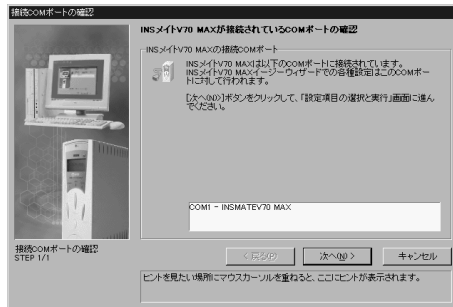 接続COMポートの確認
INSメイトV70 MAXが接続されているCOMポートの確認
INSメイトV70 MAXの接続COMポート
INSメイトV70 MAXは以下のCOMポートに接続されています。
INSメイトV70 MAXイージーウィザードでの各種設定はこのCOMポー
トに対して行われます。
[次へ(N)>]ボタンをクリックして、「設定項目の選択と実行」画面に進ん
でください。
COM1 - INSMATEV70 MAX
接続COMポートの確認
STEP 1/1
< 戻る(P)
次へ(N) >
キャンセル
ヒントを見たい場所にマウスカーソルを重ねると、ここにヒントが表示されます。